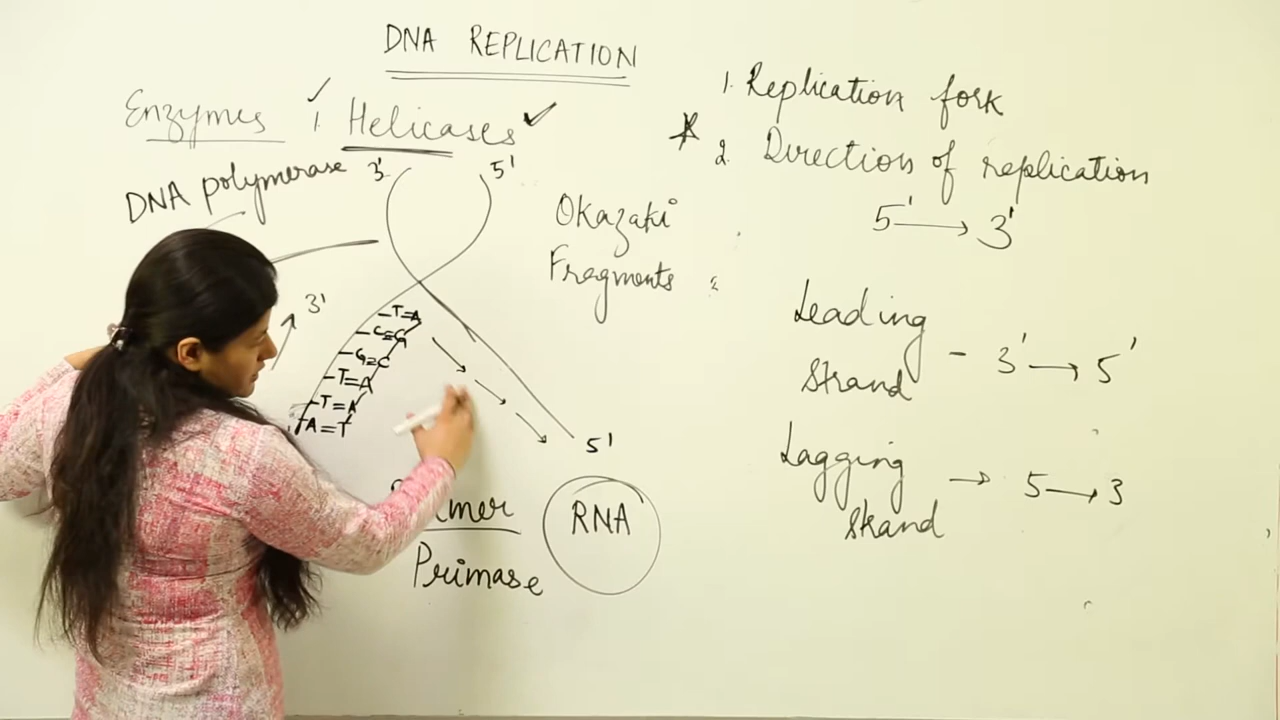 DNA REPLICATION
Enzymes 1. Helicases
DNA polymerase 3' 5'
3'
T=A
C≡G
G≡C
T=A
T=A
A=T
5'
RNA
Primase
Okazaki
Fragments :
1. Replication fork
2. Direction of replication
5' → 3'
Leading
Strand - 3' → 5'
Lagging
Strand → 5 → 3